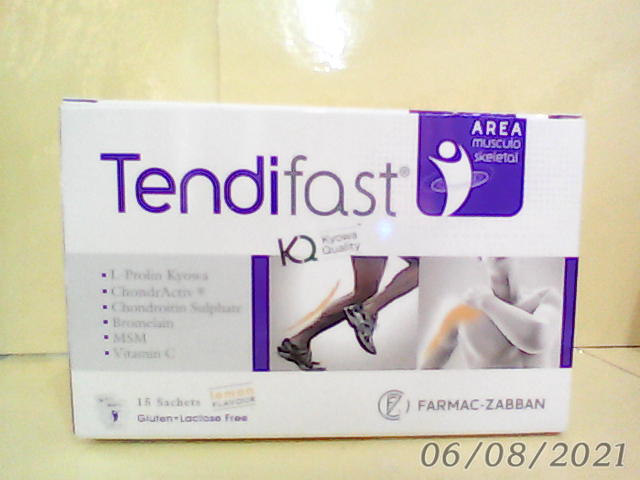 Tendifast®
AREA
musculo
skeletal
KQ Kyowa
Quality
L-Prolin Kyowa
ChondrActiv ®
Chondroitin Sulphate
Bromelain
MSM
Vitamin C
15 Sachets
lemon
FLAVOUR
Gluten-Lactose Free
FARMAC-ZABBAN
06/08/2021